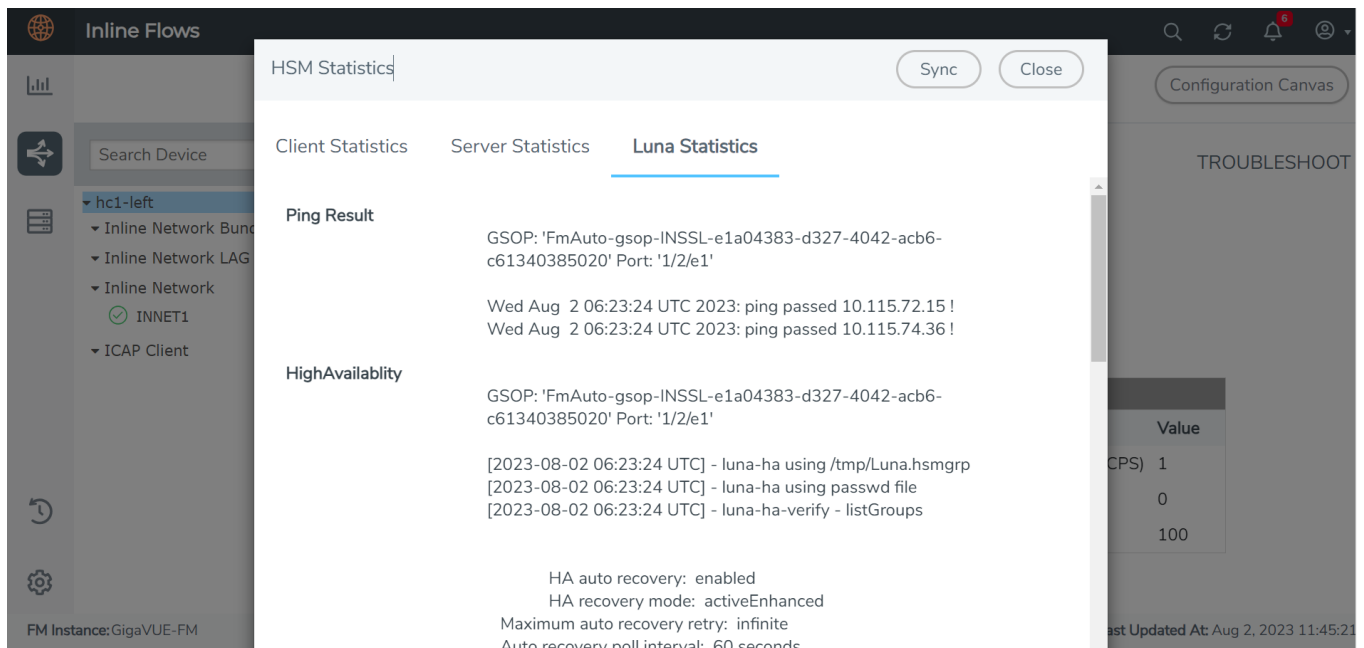 Inline Flows
6
HSM Statistics
Sync
Close
Configuration Canvas
Search Device
Client Statistics
Server Statistics
Luna Statistics
TROUBLESHOOT
hc1-left
Inline Network
Inline Network LAG
Inline Network
INNET1
ICAP Client
Ping Result
GSOP: 'FmAuto-gsop-INSSL-e1a04383-d327-4042-acb6-
c61340385020' Port: '1/2/e1'
Wed Aug  2 06:23:24 UTC 2023: ping passed 10.115.72.15 !
Wed Aug  2 06:23:24 UTC 2023: ping passed 10.115.74.36 !
HighAvailablity
GSOP: 'FmAuto-gsop-INSSL-e1a04383-d327-4042-acb6-
c61340385020' Port: '1/2/e1'
[2023-08-02 06:23:24 UTC] - luna-ha using /tmp/Luna.hsmgrp
[2023-08-02 06:23:24 UTC] - luna-ha using passwd file
[2023-08-02 06:23:24 UTC] - luna-ha-verify - listGroups
HA auto recovery:  enabled
HA recovery mode:  activeEnhanced
Maximum auto recovery retry:  infinite
Auto recovery poll interval:  60 seconds
Value
CPS) 1
0
100
FM Instance: GigaVUE-FM
ast Updated At: Aug 2, 2023 11:45:21